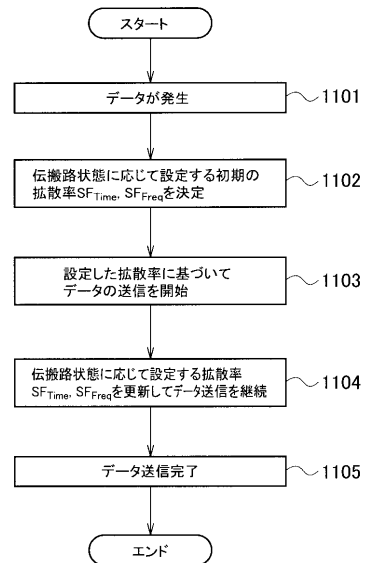 スタート
データが発生
1101
伝搬路状態に応じて設定する初期の
拡散率SFTime, SFFreqを決定
1102
設定した拡散率に基づいて
データの送信を開始
1103
伝搬路状態に応じて設定する拡散率
SFTime, SFFreqを更新してデータ送信を継続
1104
データ送信完了
1105
エンド